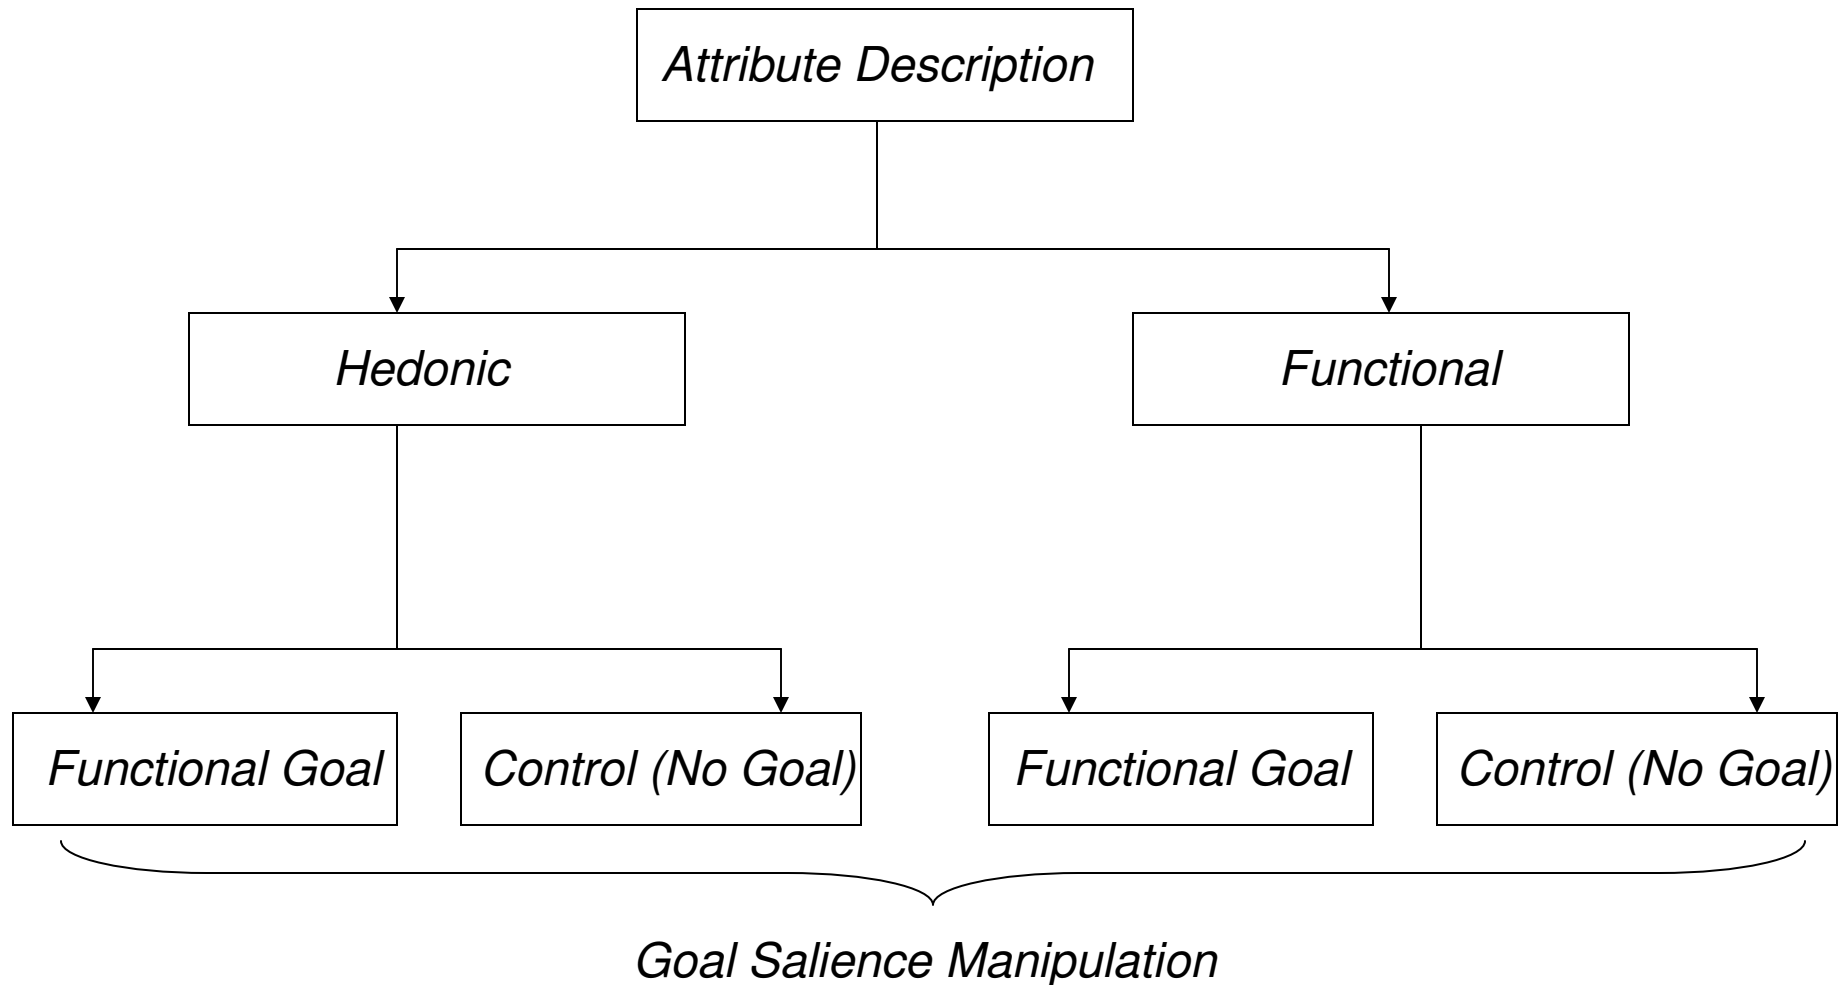 Attribute Description
Hedonic
Functional
Functional Goal
Control (No Goal)
Functional Goal
Control (No Goal)
Goal Salience Manipulation